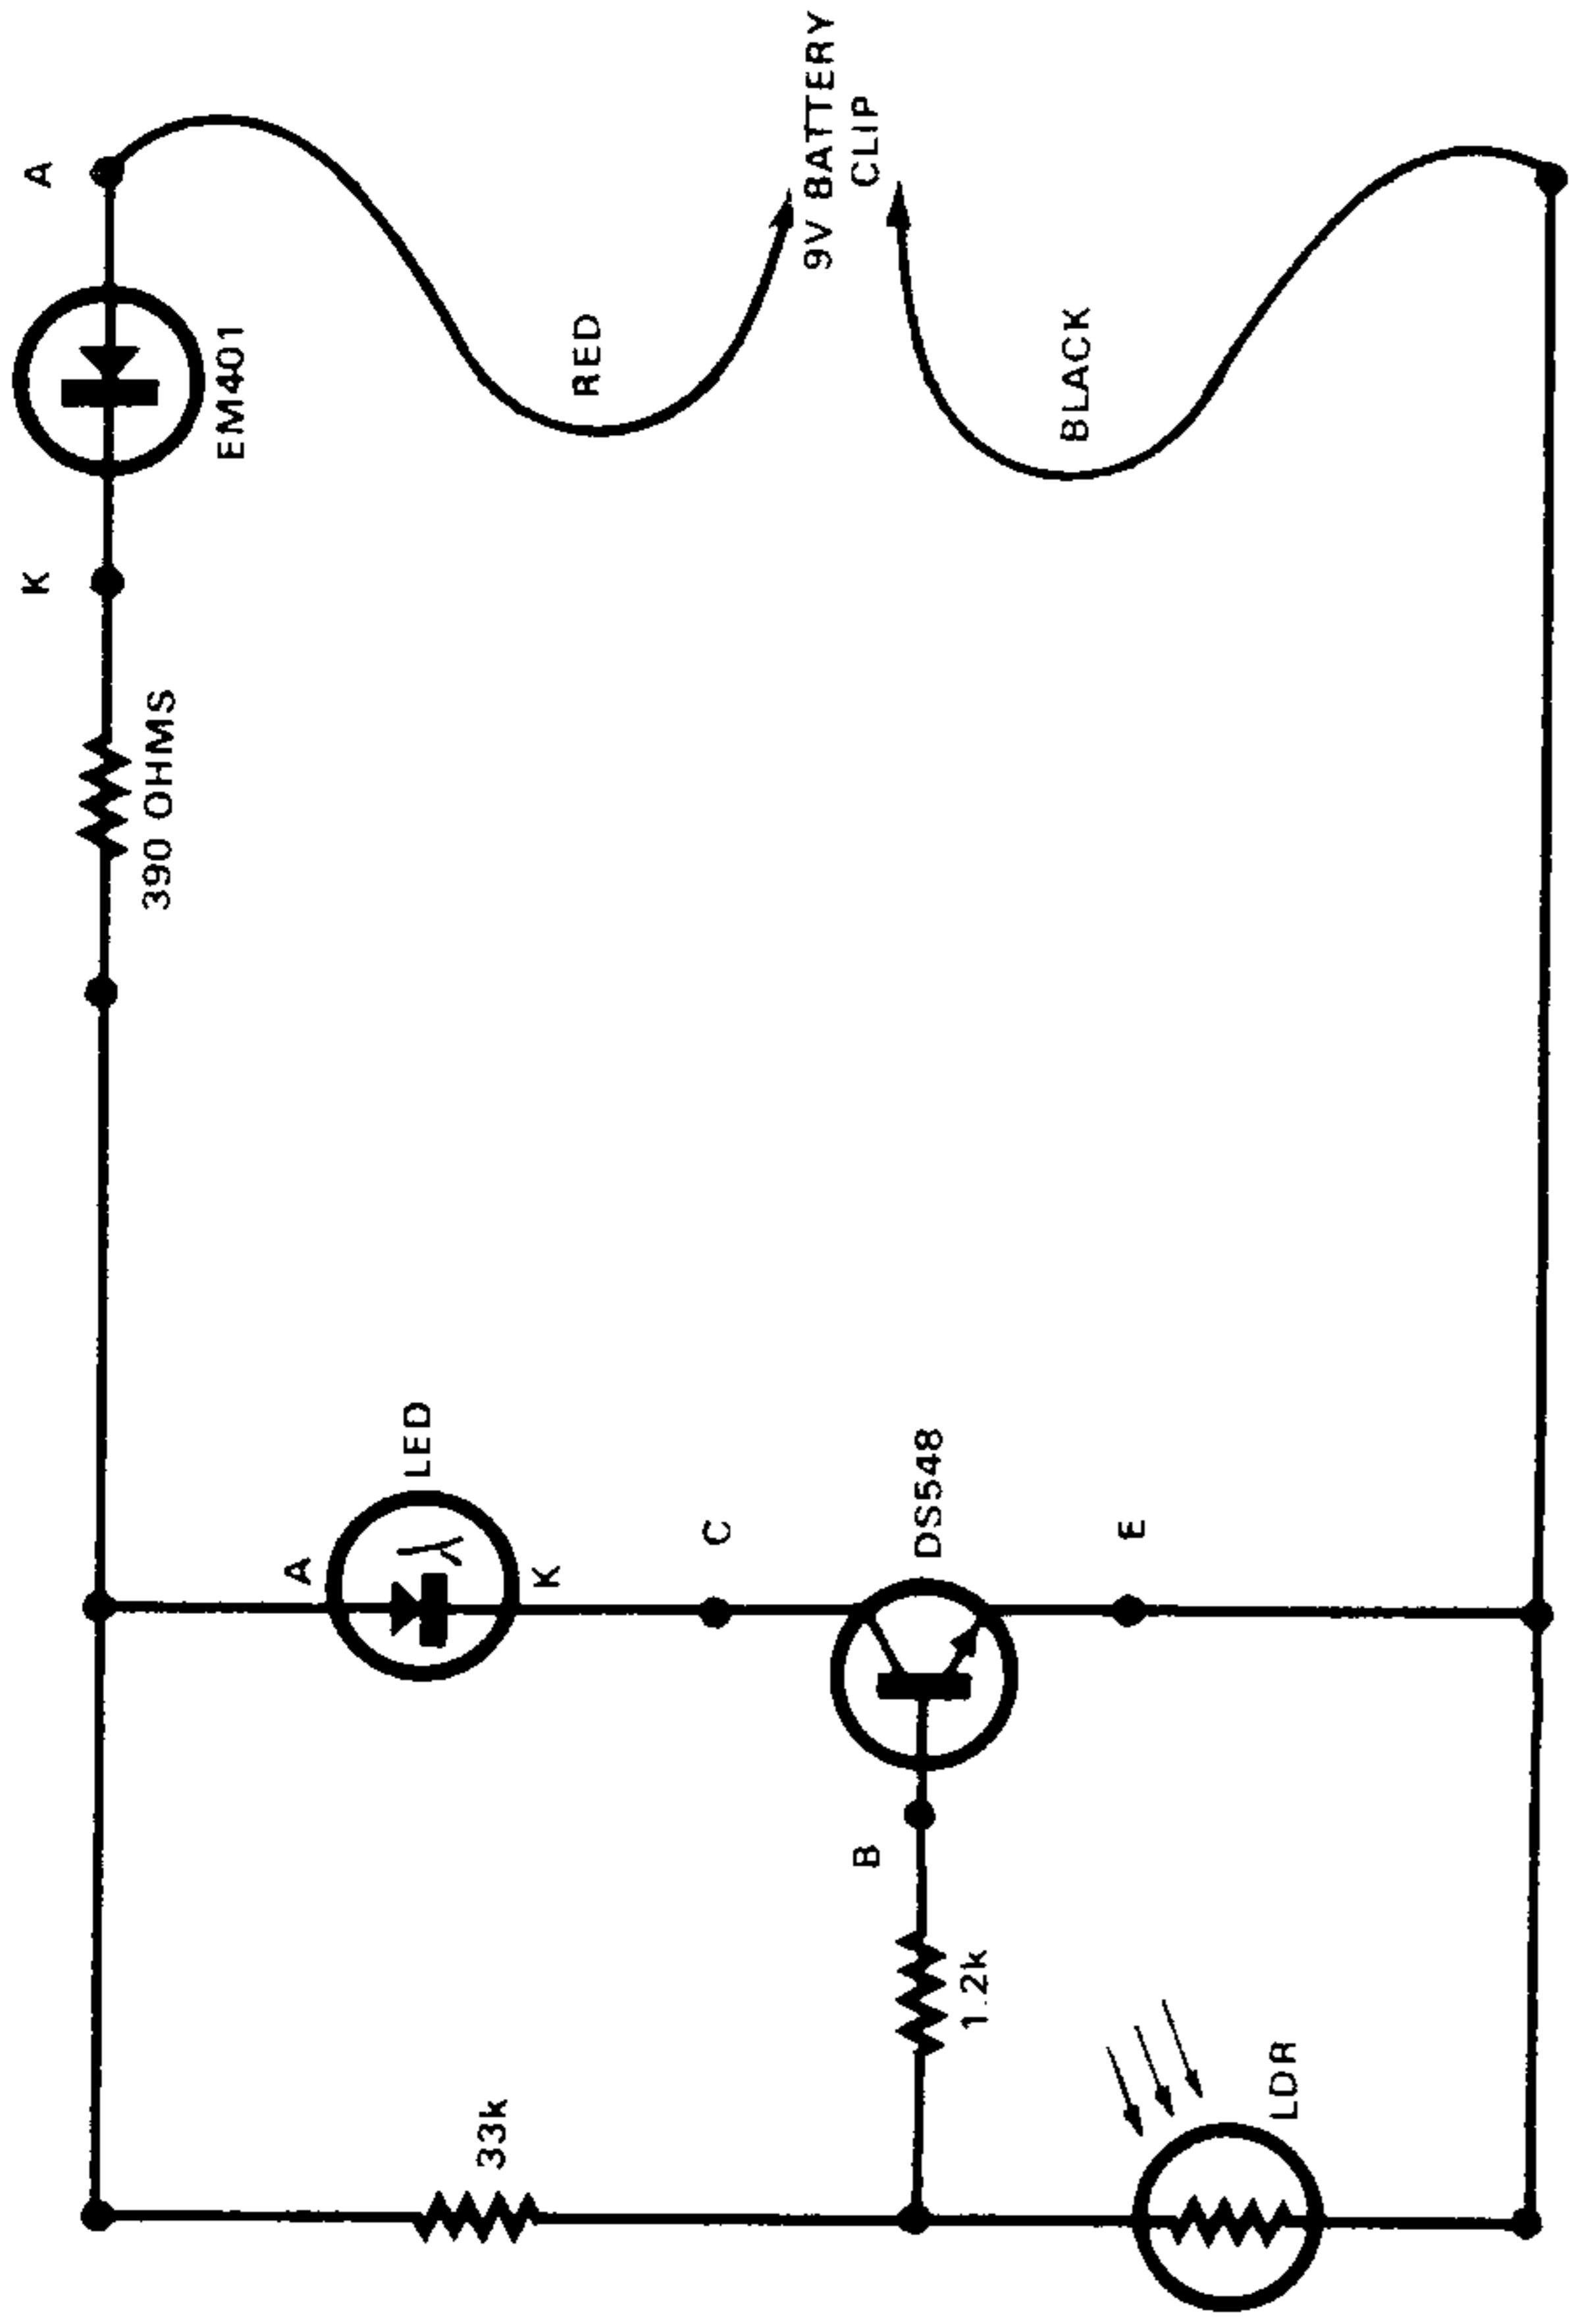 33k
LED
A
K
390 OHMS
K
EM401
A
RED
9V BATTERY
CLIP
1.2k
B
C
DS548
E
BLACK
LDR